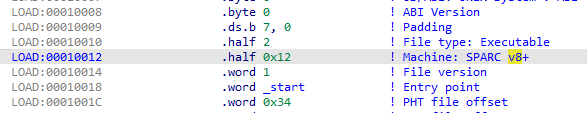 LOAD:00010008 .byte 0 ! ABI Version
LOAD:00010009 .ds.b 7, 0 ! Padding
LOAD:00010010 .half 2 ! File type: Executable
LOAD:00010012 .half 0x12 ! Machine: SPARC v8+
LOAD:00010014 .word 1 ! File version
LOAD:00010018 .word _start ! Entry point
LOAD:0001001C .word 0x34 ! PHT file offset